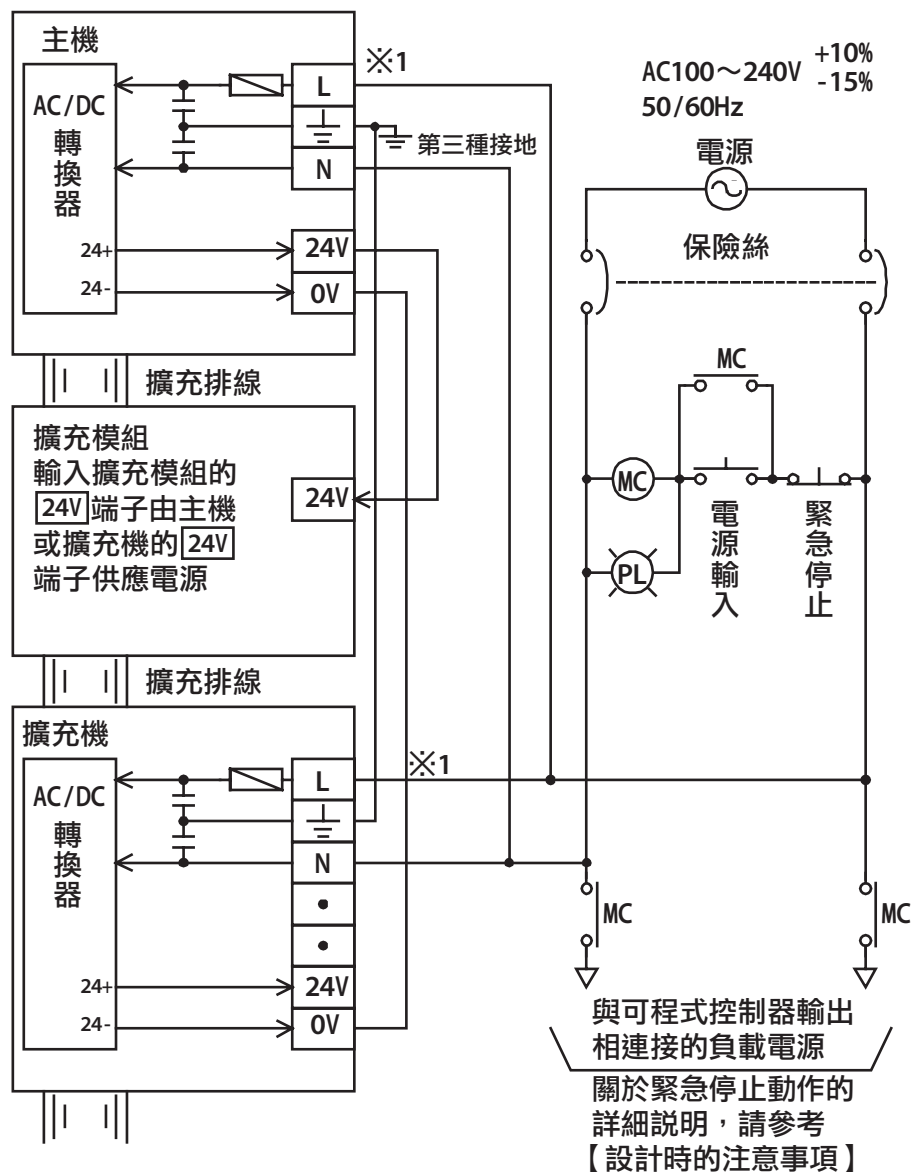 主機
※1
L
AC/DC
轉換器
N
第三種接地
24+
24V
24-
0V
擴充排線
擴充模組
輸入擴充模組的
24V端子由主機
或擴充機的24V
端子供應電源
24V
擴充排線
擴充機
※1
L
AC/DC
轉換器
N
24+
24V
24-
0V
AC100～240V +10% -15%
50/60Hz
電源
保險絲
MC
MC
電源輸入
緊急停止
PL
MC
MC
與可程式控制器輸出
相連接的負載電源
關於緊急停止動作的
詳細説明，請參考
【設計時的注意事項】